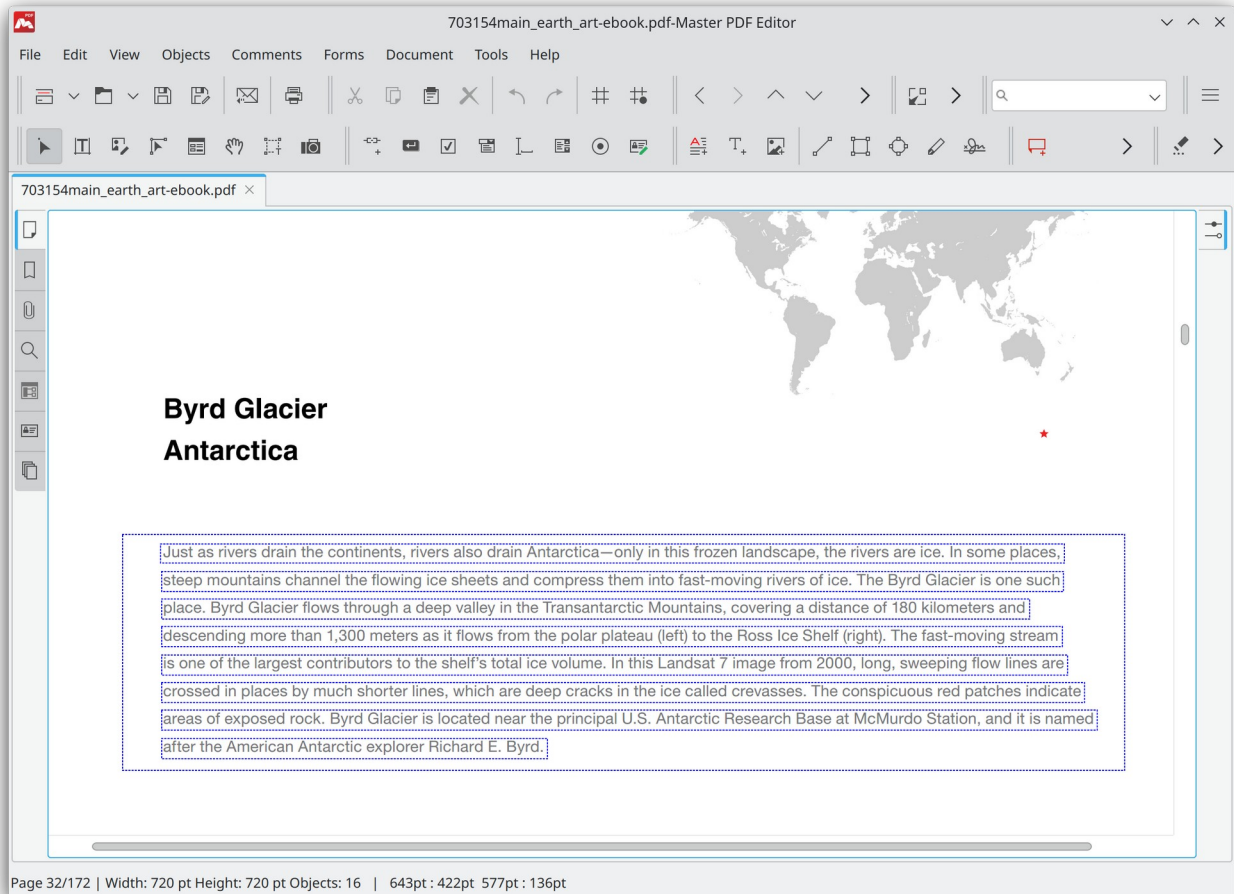 703154main_earth_art-ebook.pdf-Master PDF Editor
File Edit View Objects Comments Forms Document Tools Help
703154main_earth_art-ebook.pdf
Byrd Glacier
Antarctica
Just as rivers drain the continents, rivers also drain Antarctica—only in this frozen landscape, the rivers are ice. In some places,
steep mountains channel the flowing ice sheets and compress them into fast-moving rivers of ice. The Byrd Glacier is one such
place. Byrd Glacier flows through a deep valley in the Transantarctic Mountains, covering a distance of 180 kilometers and
descending more than 1,300 meters as it flows from the polar plateau (left) to the Ross Ice Shelf (right). The fast-moving stream
is one of the largest contributors to the shelf’s total ice volume. In this Landsat 7 image from 2000, long, sweeping flow lines are
crossed in places by much shorter lines, which are deep cracks in the ice called crevasses. The conspicuous red patches indicate
areas of exposed rock. Byrd Glacier is located near the principal U.S. Antarctic Research Base at McMurdo Station, and it is named
after the American Antarctic explorer Richard E. Byrd.
Page 32/172 | Width: 720 pt Height: 720 pt Objects: 16 | 643pt : 422pt 577pt : 136pt